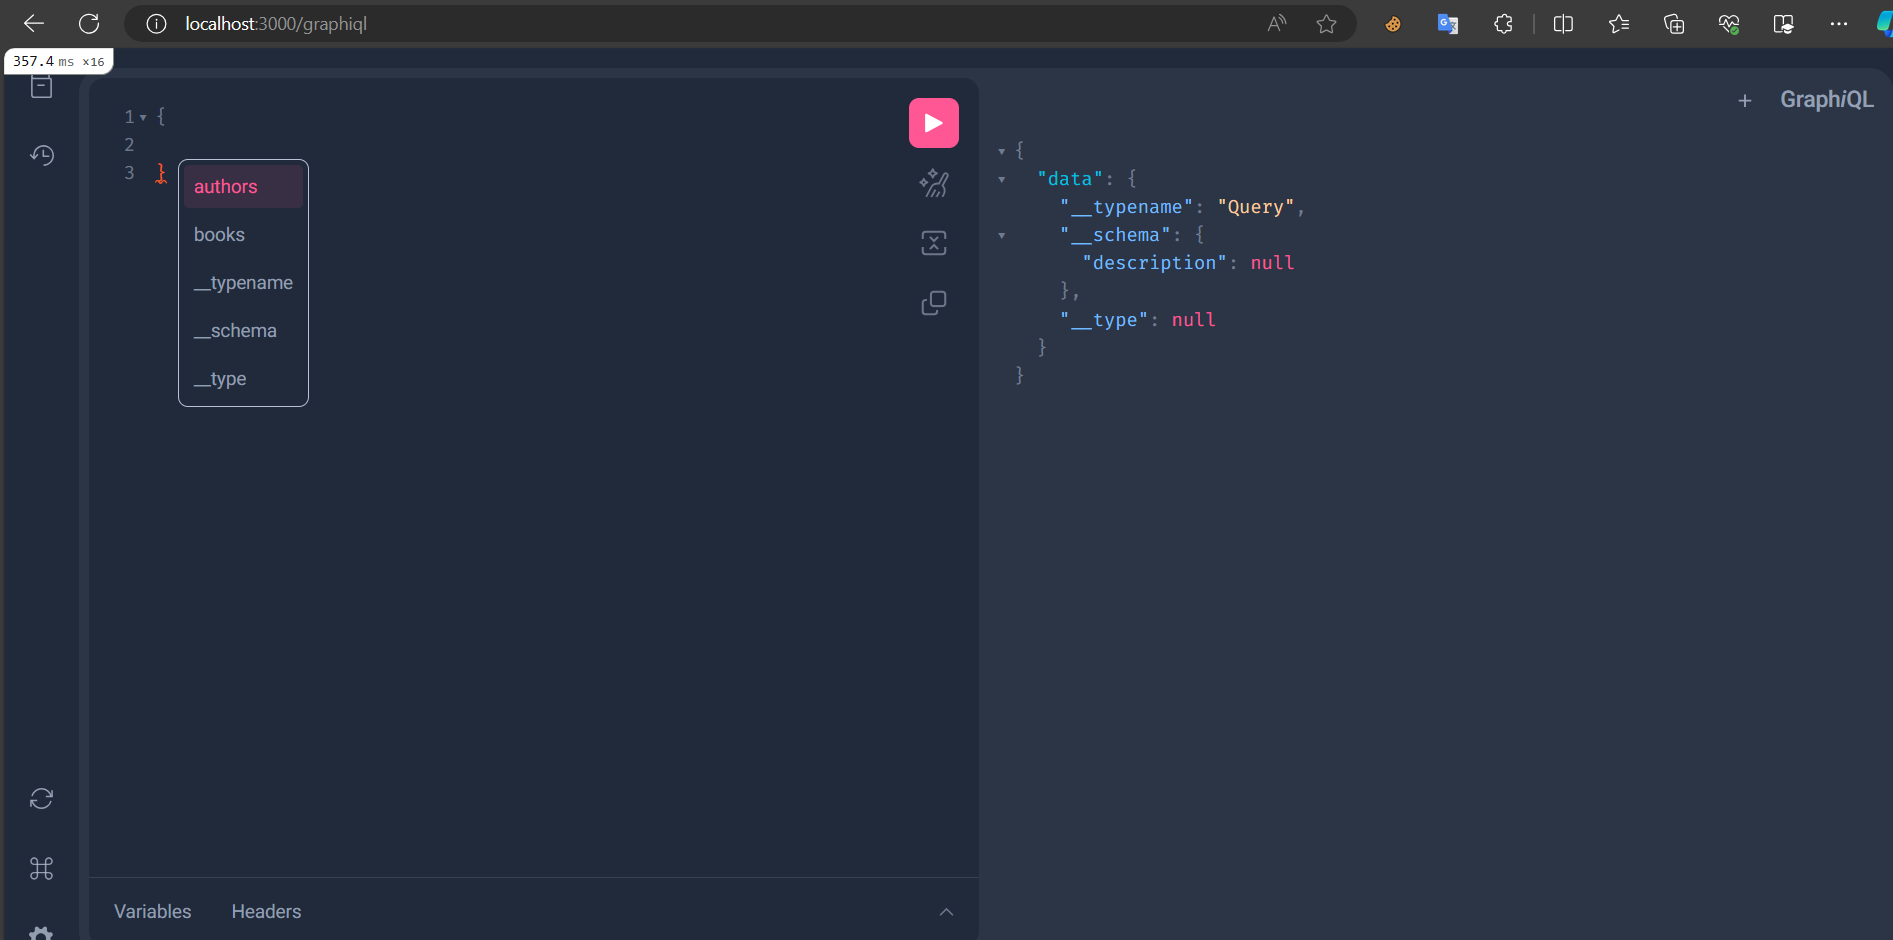 localhost:3000/graphiql
357.4 ms ×16
GraphiQL
1 {
2
3 }
authors
books
__typename
__schema
__type
{
"data": {
"__typename": "Query",
"__schema": {
"description": null
},
"__type": null
}
}
Variables Headers